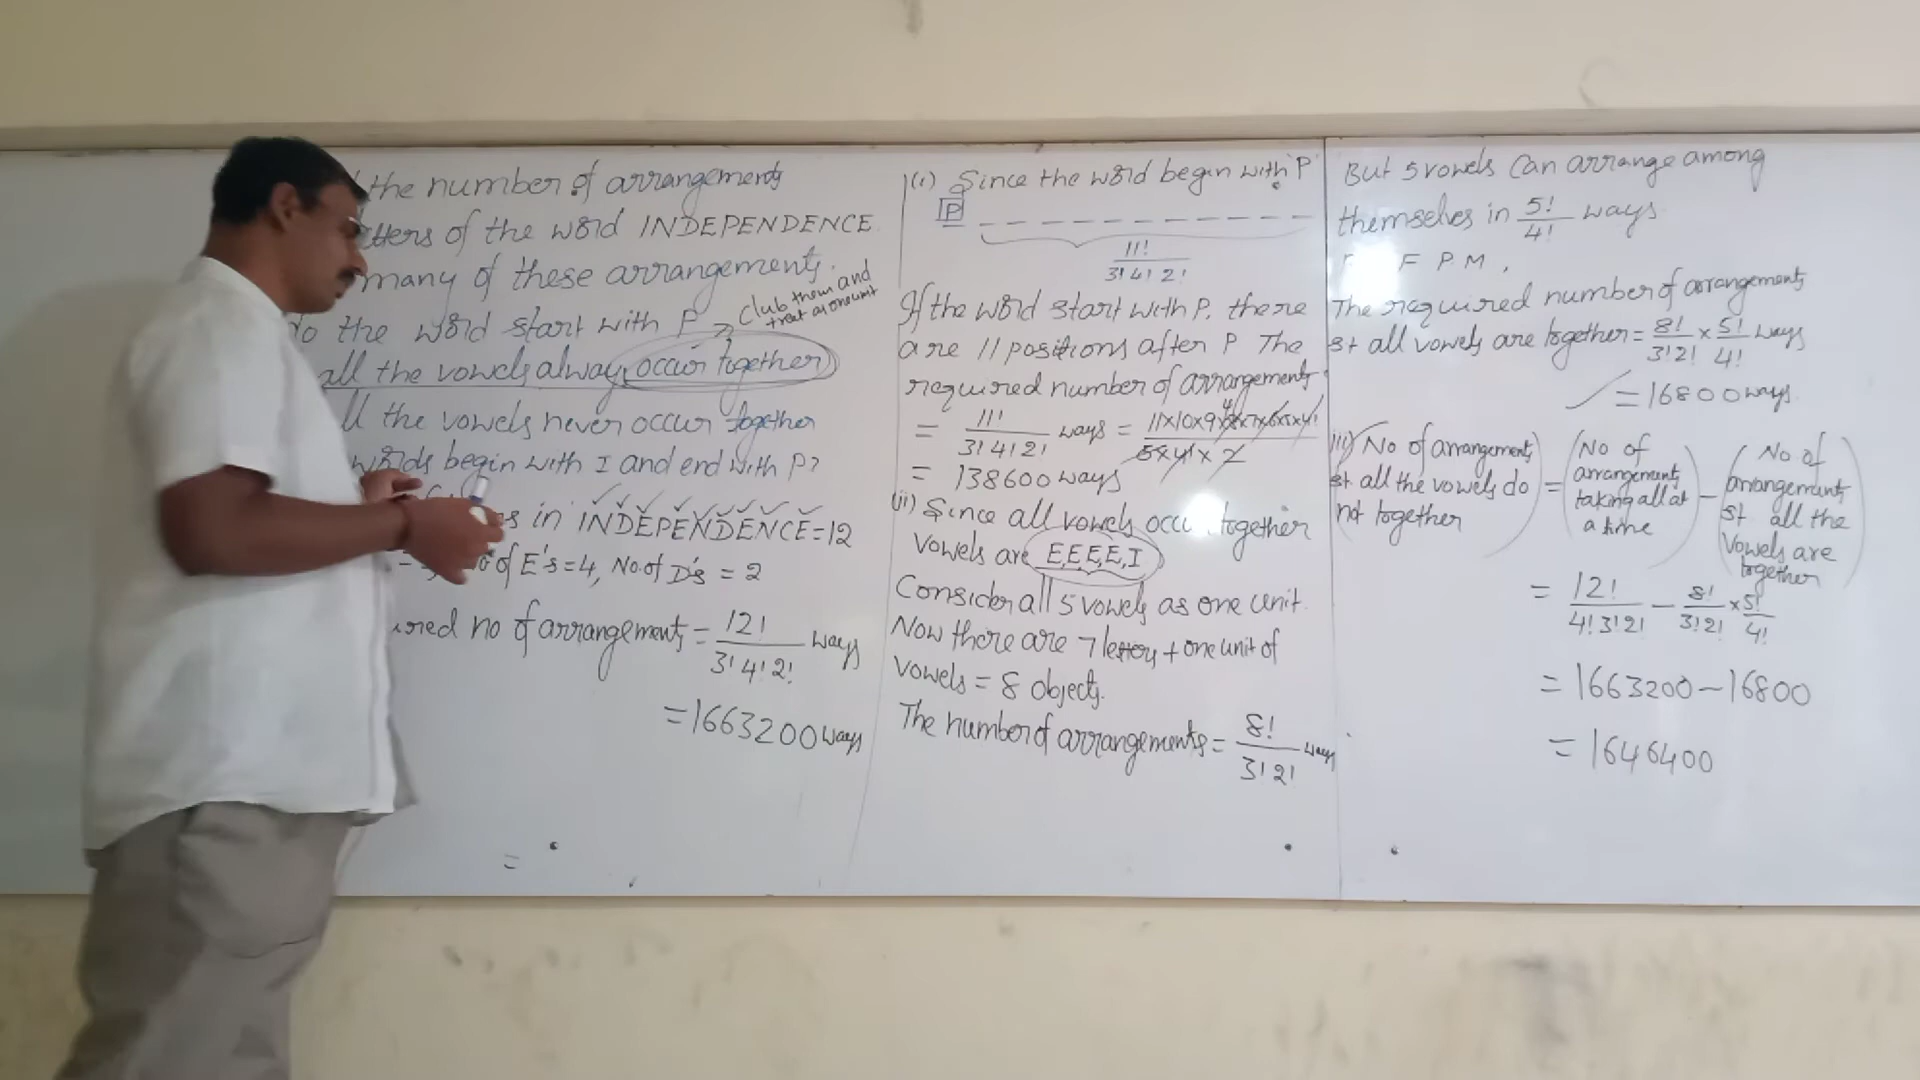 the number of arrangements
of the word INDEPENDENCE.
many of these arrangements.
do the word start with P
Club them and
treat as one unit
all the vowels always occur together
the vowels never occur together
words begin with I and end with P?
in INDEPENDENCE=12
of E's=4, No.of D's = 2
no of arrangements = 12!/3!4!2! ways
=1663200 ways
=
(i) Since the word begin with P
P _ _ _ _ _ _ _ _ _ _ _
11!/3!4!2!
If the word start with P. there
are 11 positions after P The
required number of arrangements
= 11!/3!4!2! ways = 11x10x9x8x7x6x5x4!/
= 138600 ways
(ii) Since all vowels together
vowels are E,E,E,E,I
Consider all 5 vowels as one unit.
Now there are 7 letters + one unit of
vowels = 8 objects.
The number of arrangements = 8!/3!2! ways
But 5 vowels can arrange among
themselves in 5!/4! ways.
F P.M,
The required number of arrangements
st all vowels are together = 8!/3!2! x 5!/4! ways
=16800 ways.
iii) No of arrangements st all the vowels do not together = (No of arrangements taking all at a time) - (No of arrangements st all the vowels are together)
= 12!/4!3!2! - 8!/3!2! x 5!/4!
= 1663200-16800
= 1646400